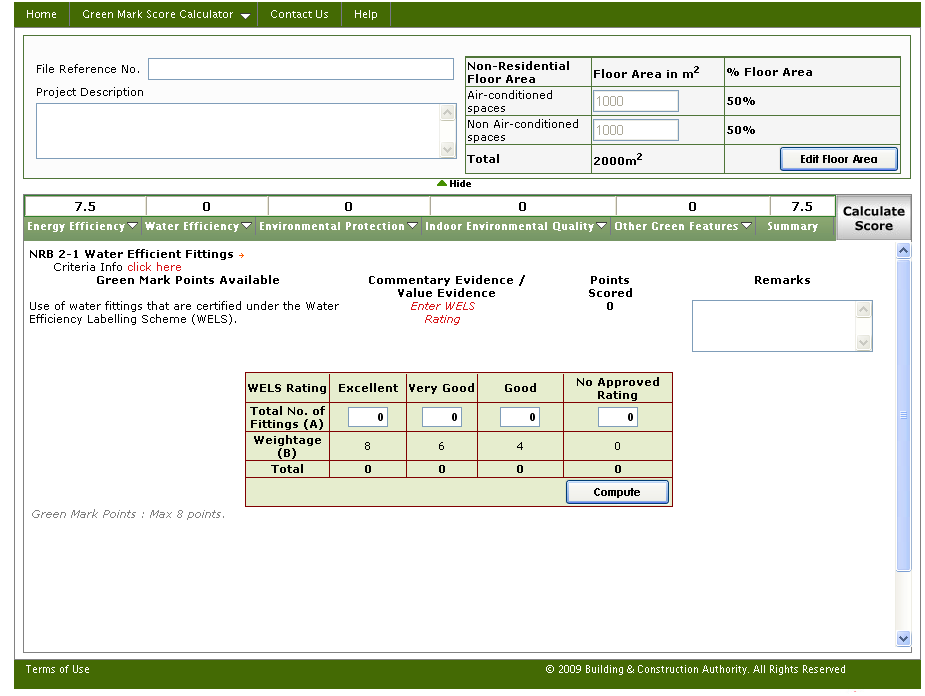 Home Green Mark Score Calculator Contact Us Help
File Reference No.
Project Description
Non-Residential Floor Area Floor Area in m2 % Floor Area
Air-conditioned spaces 1000 50%
Non Air-conditioned spaces 1000 50%
Total 2000m2 Edit Floor Area
Hide
7.5 0 0 0 0 7.5
Energy Efficiency Water Efficiency Environmental Protection Indoor Environmental Quality Other Green Features Summary
Calculate Score
NRB 2-1 Water Efficient Fittings
Criteria Info click here
Green Mark Points Available Commentary Evidence / Value Evidence Points Scored Remarks
Use of water fittings that are certified under the Water
Efficiency Labelling Scheme (WELS).
Enter WELS
Rating
0
WELS Rating Excellent Very Good Good No Approved Rating
Total No. of Fittings (A) 0 0 0 0
Weightage (B) 8 6 4 0
Total 0 0 0 0
Compute
Green Mark Points : Max 8 points.
Terms of Use © 2009 Building & Construction Authority. All Rights Reserved